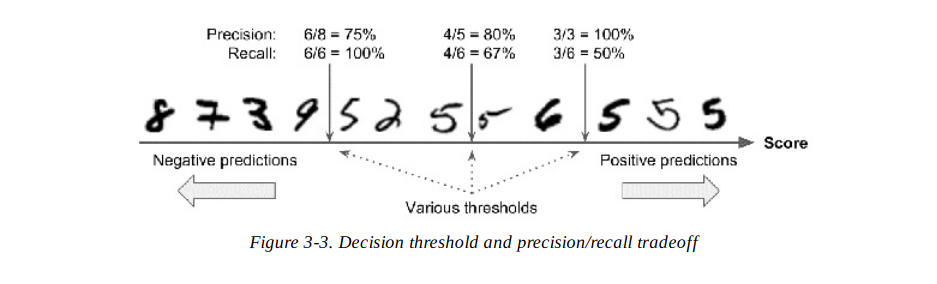 Precision: 6/8 = 75% 4/5 = 80% 3/3 = 100%
Recall: 6/6 = 100% 4/6 = 67% 3/6 = 50%
8 7 3 9 5 2 5 5 6 5 5 5
Score
Negative predictions Positive predictions
Various thresholds
Figure 3-3. Decision threshold and precision/recall tradeoff